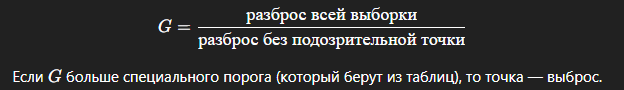 G = разброс всей выборки / разброс без подозрительной точки
Если G больше специального порога (который берут из таблиц), то точка — выброс.